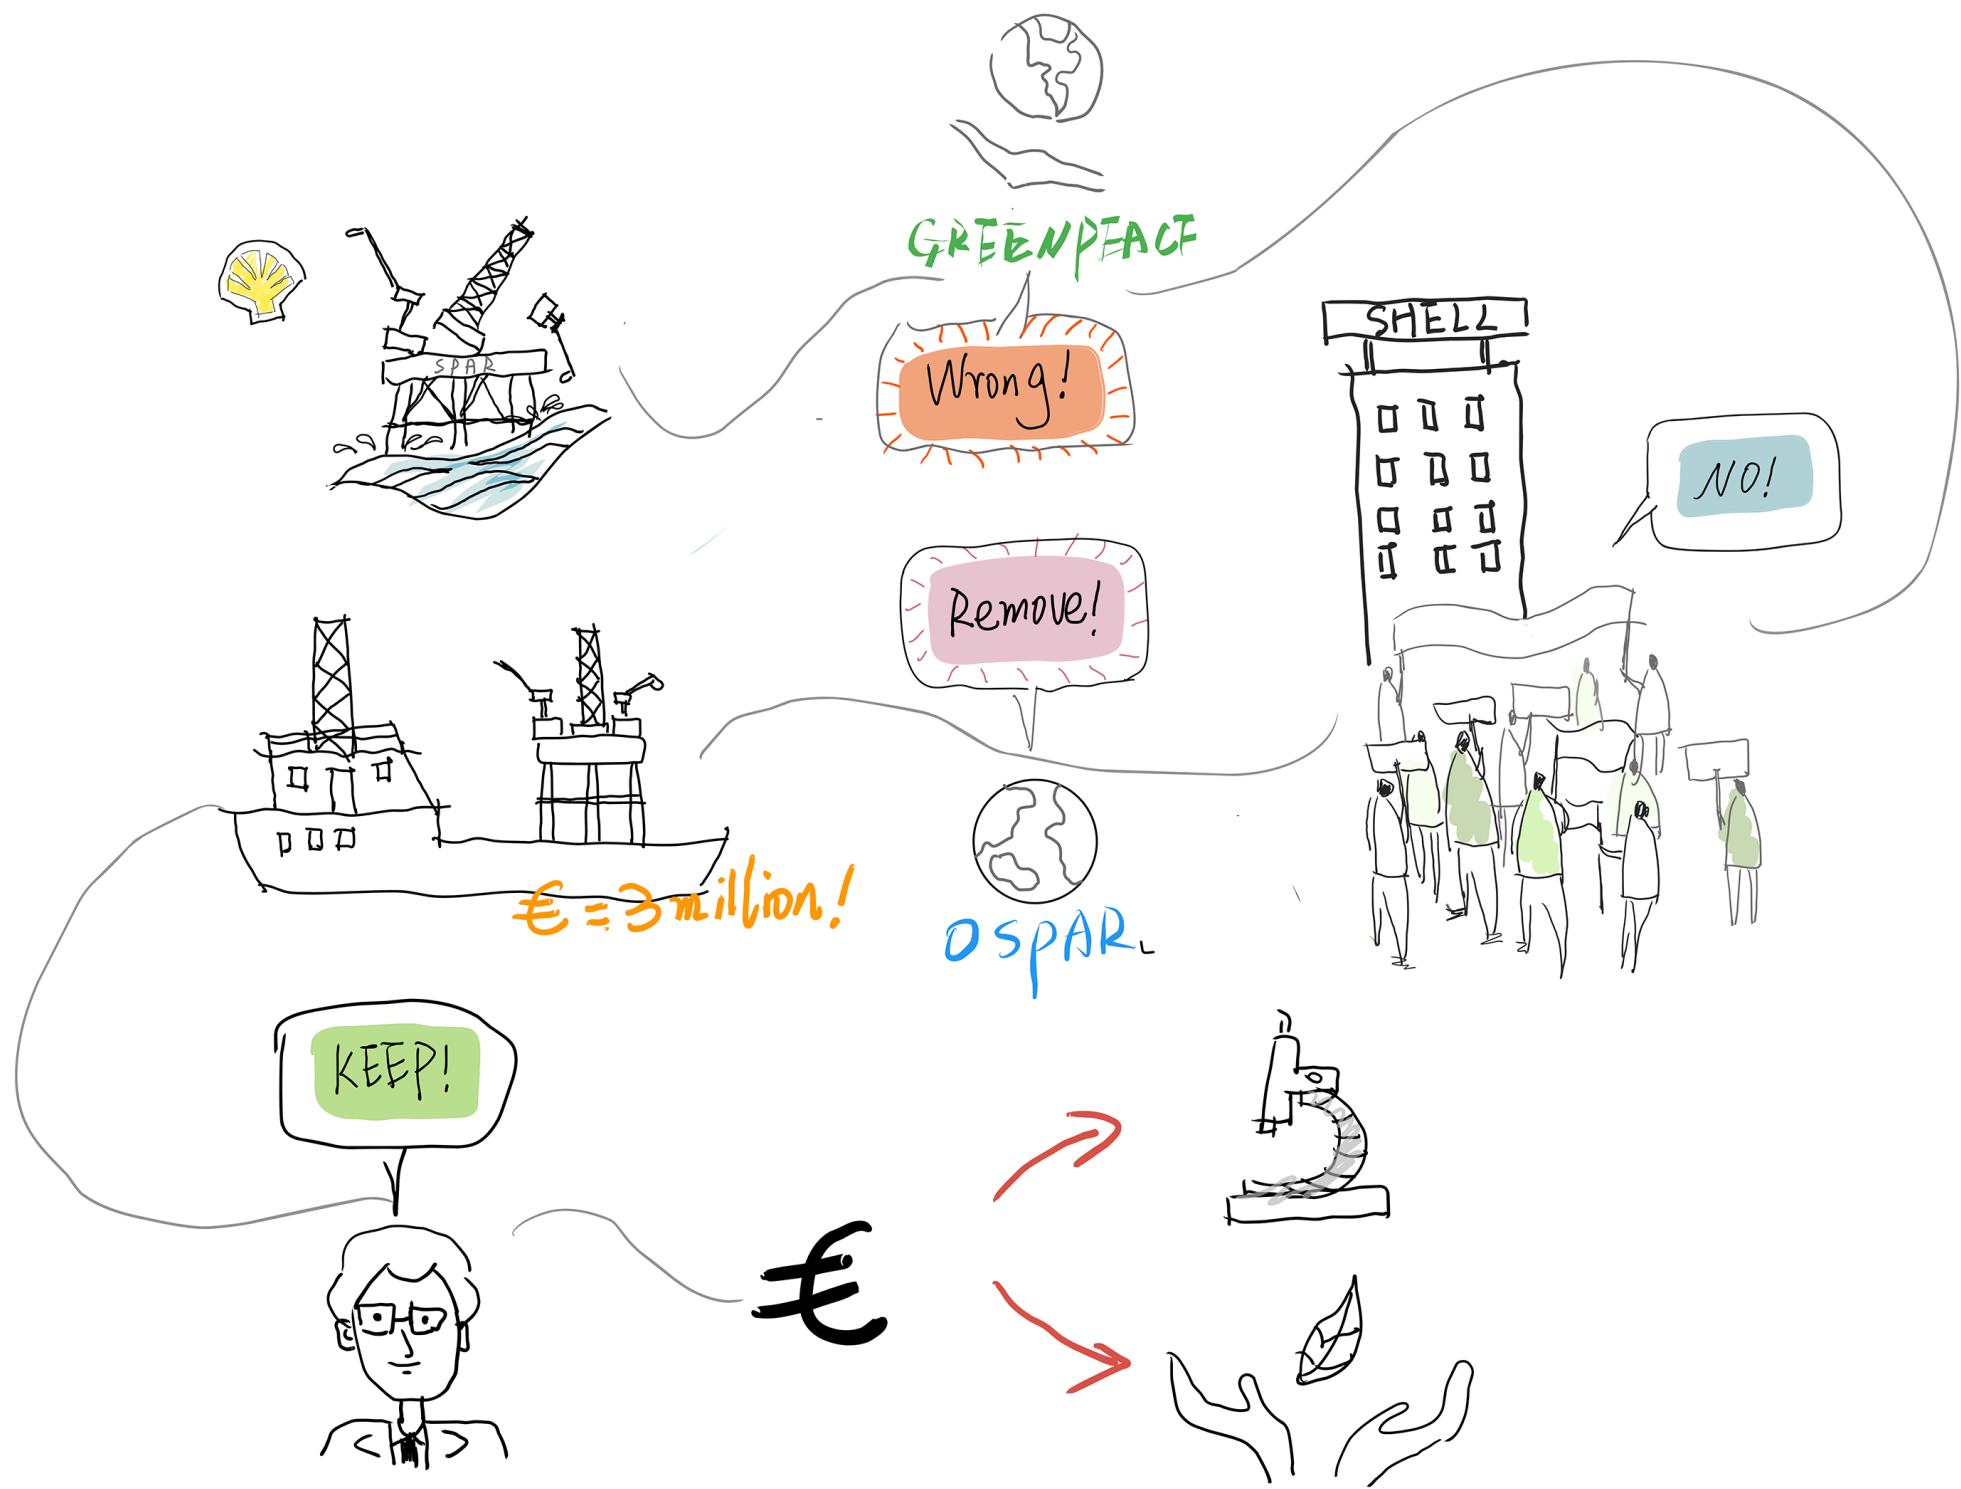 GREENPEACE
SPAR
Wrong!
SHELL
NO!
Remove!
€ = 3 million!
OSPAR
KEEP!
€